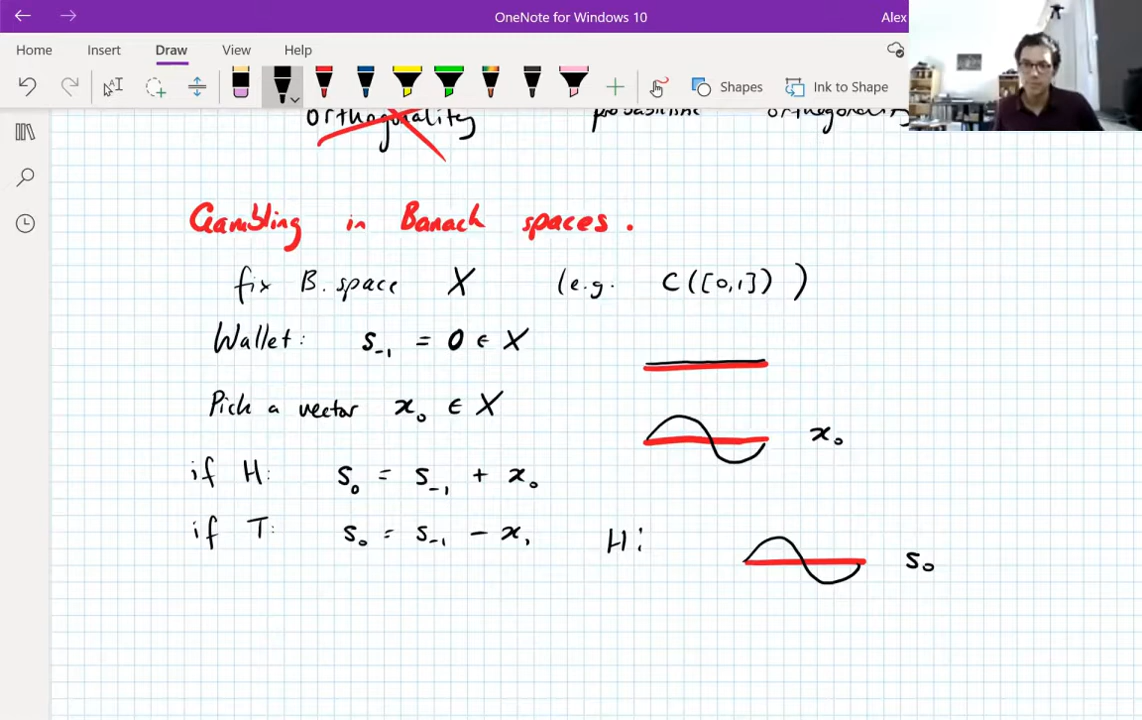 OneNote for Windows 10
Alex
Home Insert Draw View Help
Shapes Ink to Share
orthogonality probabilistic orthogonality
Gambling in Banach spaces.
fix B. space X (e.g. C([0,1]))
Wallet: s₋₁ = 0 ∈ X
Pick a vector x₀ ∈ X
x₀
if H: s₀ = s₋₁ + x₀
if T: s₀ = s₋₁ - x₁
H: s₀